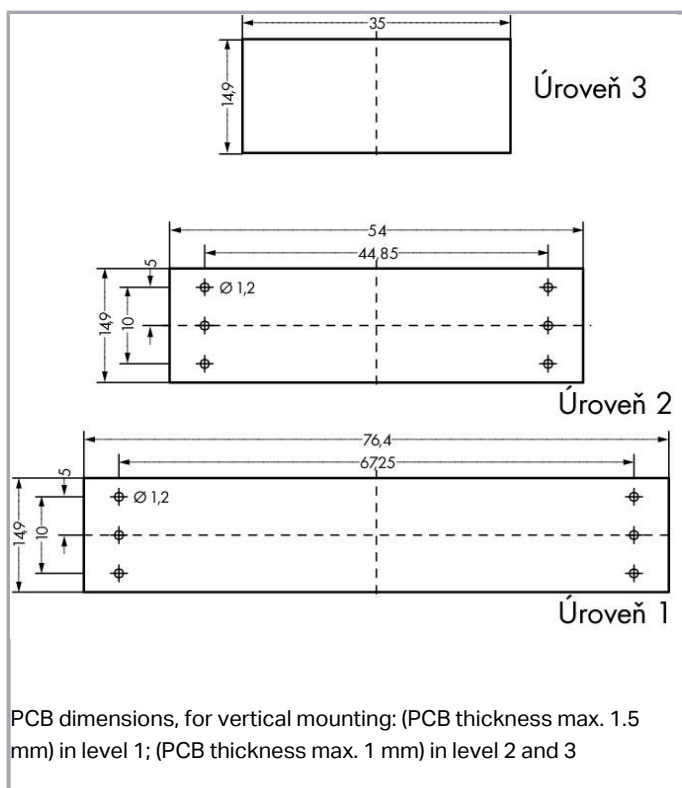 35
14,9
Úroveň 3
54
44,85
5
Ø 1,2
14,9
10
Úroveň 2
76,4
67,25
5
Ø 1,2
14,9
10
Úroveň 1
PCB dimensions, for vertical mounting: (PCB thickness max. 1.5
mm) in level 1; (PCB thickness max. 1 mm) in level 2 and 3